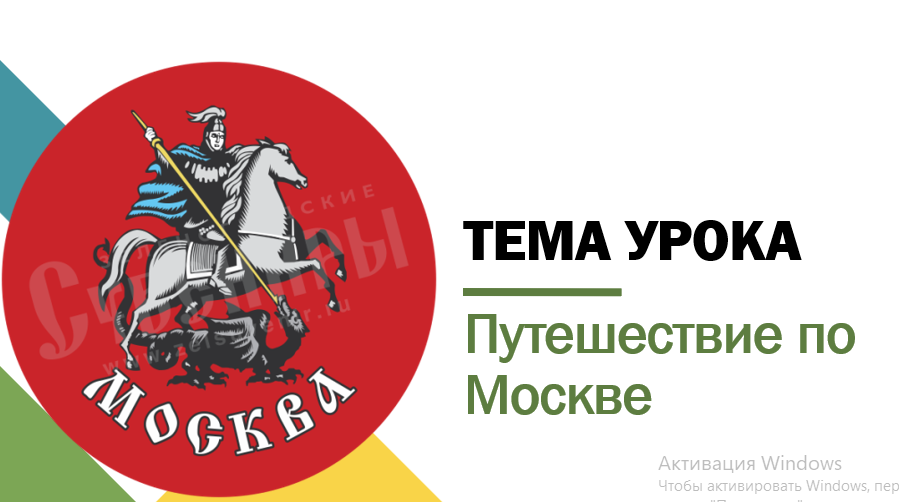 ТЕМА УРОКА
Путешествие по
Москве
МОСКВА
Активация Windows
Чтобы активировать Windows, пер